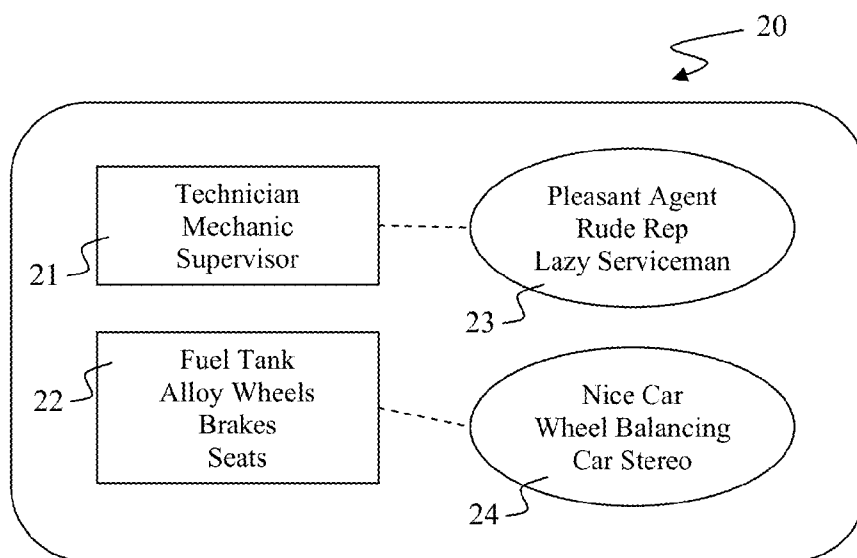 20
Technician
Mechanic
Supervisor
21
Pleasant Agent
Rude Rep
Lazy Serviceman
23
Fuel Tank
Alloy Wheels
Brakes
Seats
22
Nice Car
Wheel Balancing
Car Stereo
24